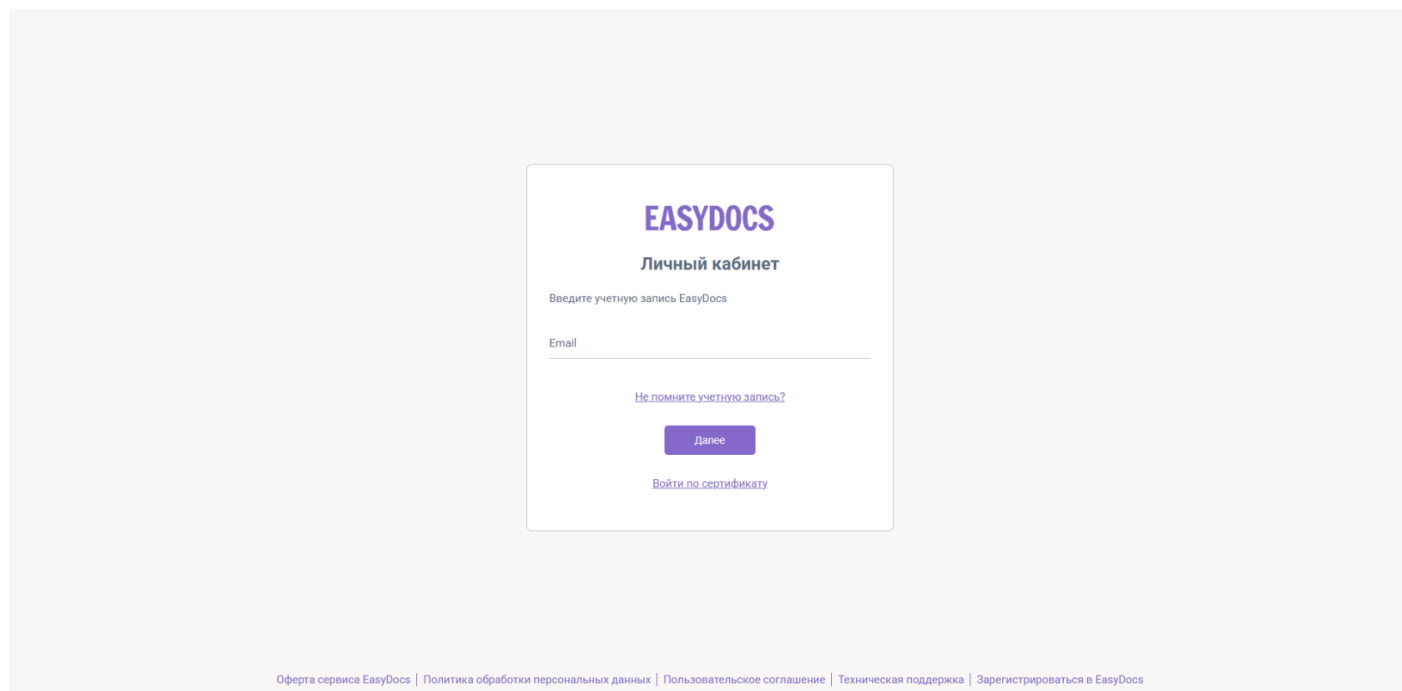 EASYDOCS
Личный кабинет
Введите учетную запись EasyDocs
Email
Не помните учетную запись?
Далее
Войти по сертификату
Оферта сервиса EasyDocs | Политика обработки персональных данных | Пользовательское соглашение | Техническая поддержка | Зарегистрироваться в EasyDocs